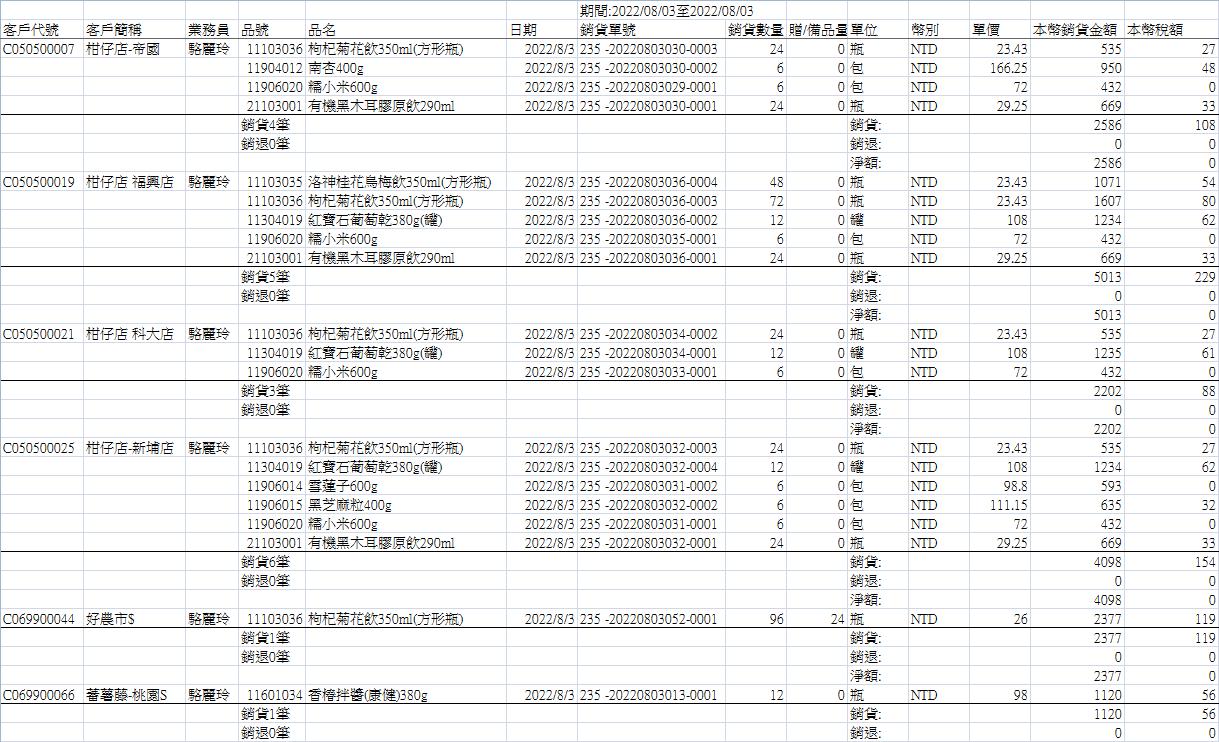 期間:2022/08/03至2022/08/03
客戶代號 客戶簡稱 業務員 品號 品名 日期 銷貨單號 銷貨數量 贈/備品量 單位 幣別 單價 本幣銷貨金額 本幣稅額
C050500007 柑仔店-帝國 駱麗玲 11103036 枸杞菊花飲350ml(方形瓶) 2022/8/3 235 -20220803030-0003 24 0 瓶 NTD 23.43 535 27
11904012 南杏400g 2022/8/3 235 -20220803030-0002 6 0 包 NTD 166.25 950 48
11906020 糯小米600g 2022/8/3 235 -20220803029-0001 6 0 包 NTD 72 432 0
21103001 有機黑木耳膠原飲290ml 2022/8/3 235 -20220803030-0001 24 0 瓶 NTD 29.25 669 33
銷貨4筆 銷貨: 2586 108
銷退0筆 銷退: 0 0
淨額: 2586 0
C050500019 柑仔店 福興店 駱麗玲 11103035 洛神桂花烏梅飲350ml(方形瓶) 2022/8/3 235 -20220803036-0004 48 0 瓶 NTD 23.43 1071 54
11103036 枸杞菊花飲350ml(方形瓶) 2022/8/3 235 -20220803036-0003 72 0 瓶 NTD 23.43 1607 80
11304019 紅寶石葡萄乾380g(罐) 2022/8/3 235 -20220803036-0002 12 0 罐 NTD 108 1234 62
11906020 糯小米600g 2022/8/3 235 -20220803035-0001 6 0 包 NTD 72 432 0
21103001 有機黑木耳膠原飲290ml 2022/8/3 235 -20220803036-0001 24 0 瓶 NTD 29.25 669 33
銷貨5筆 銷貨: 5013 229
銷退0筆 銷退: 0 0
淨額: 5013 0
C050500021 柑仔店 科大店 駱麗玲 11103036 枸杞菊花飲350ml(方形瓶) 2022/8/3 235 -20220803034-0002 24 0 瓶 NTD 23.43 535 27
11304019 紅寶石葡萄乾380g(罐) 2022/8/3 235 -20220803034-0001 12 0 罐 NTD 108 1235 61
11906020 糯小米600g 2022/8/3 235 -20220803033-0001 6 0 包 NTD 72 432 0
銷貨3筆 銷貨: 2202 88
銷退0筆 銷退: 0 0
淨額: 2202 0
C050500025 柑仔店-新埔店 駱麗玲 11103036 枸杞菊花飲350ml(方形瓶) 2022/8/3 235 -20220803032-0003 24 0 瓶 NTD 23.43 535 27
11304019 紅寶石葡萄乾380g(罐) 2022/8/3 235 -20220803032-0004 12 0 罐 NTD 108 1234 62
11906014 雪蓮子600g 2022/8/3 235 -20220803031-0002 6 0 包 NTD 98.8 593 0
11906015 黑芝麻粒400g 2022/8/3 235 -20220803032-0002 6 0 包 NTD 111.15 635 32
11906020 糯小米600g 2022/8/3 235 -20220803031-0001 6 0 包 NTD 72 432 0
21103001 有機黑木耳膠原飲290ml 2022/8/3 235 -20220803032-0001 24 0 瓶 NTD 29.25 669 33
銷貨6筆 銷貨: 4098 154
銷退0筆 銷退: 0 0
淨額: 4098 0
C069900044 好農市S 駱麗玲 11103036 枸杞菊花飲350ml(方形瓶) 2022/8/3 235 -20220803052-0001 96 24 瓶 NTD 26 2377 119
銷貨1筆 銷貨: 2377 119
銷退0筆 銷退: 0 0
淨額: 2377 0
C069900066 蕃薯藤-桃園S 駱麗玲 11601034 香椿拌醬(康健)380g 2022/8/3 235 -20220803013-0001 12 0 瓶 NTD 98 1120 56
銷貨1筆 銷貨: 1120 56
銷退0筆 銷退: 0 0